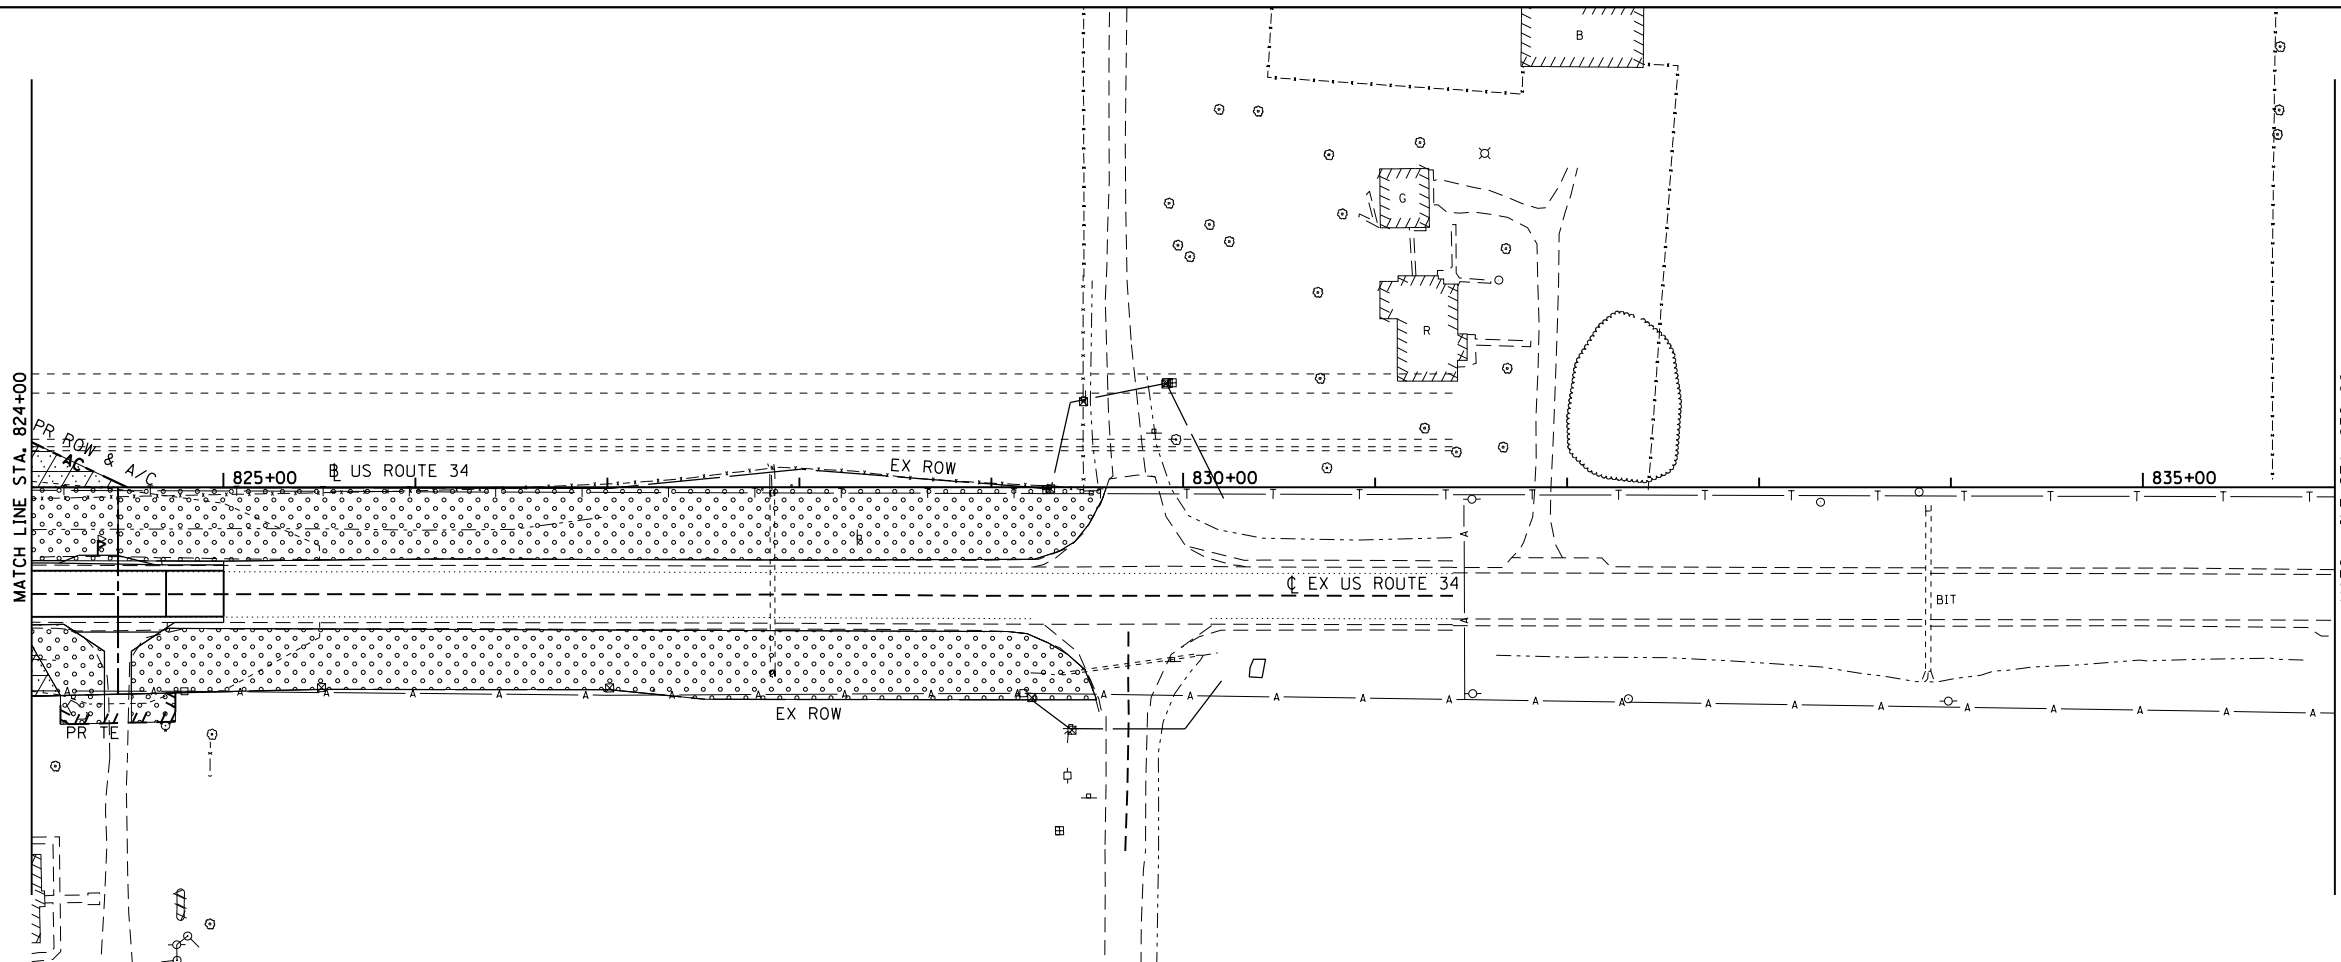 B
G
R
MATCH LINE STA. 824+00
PR ROW & A/C
AC
825+00
℄ US ROUTE 34
EX ROW
830+00
835+00
T T T T T T T T T T T T T T
A
℄ EX US ROUTE 34
BIT
A
A A A A A A A A A A A A A A A A A A A A A A A A A A A
EX ROW
PR TE